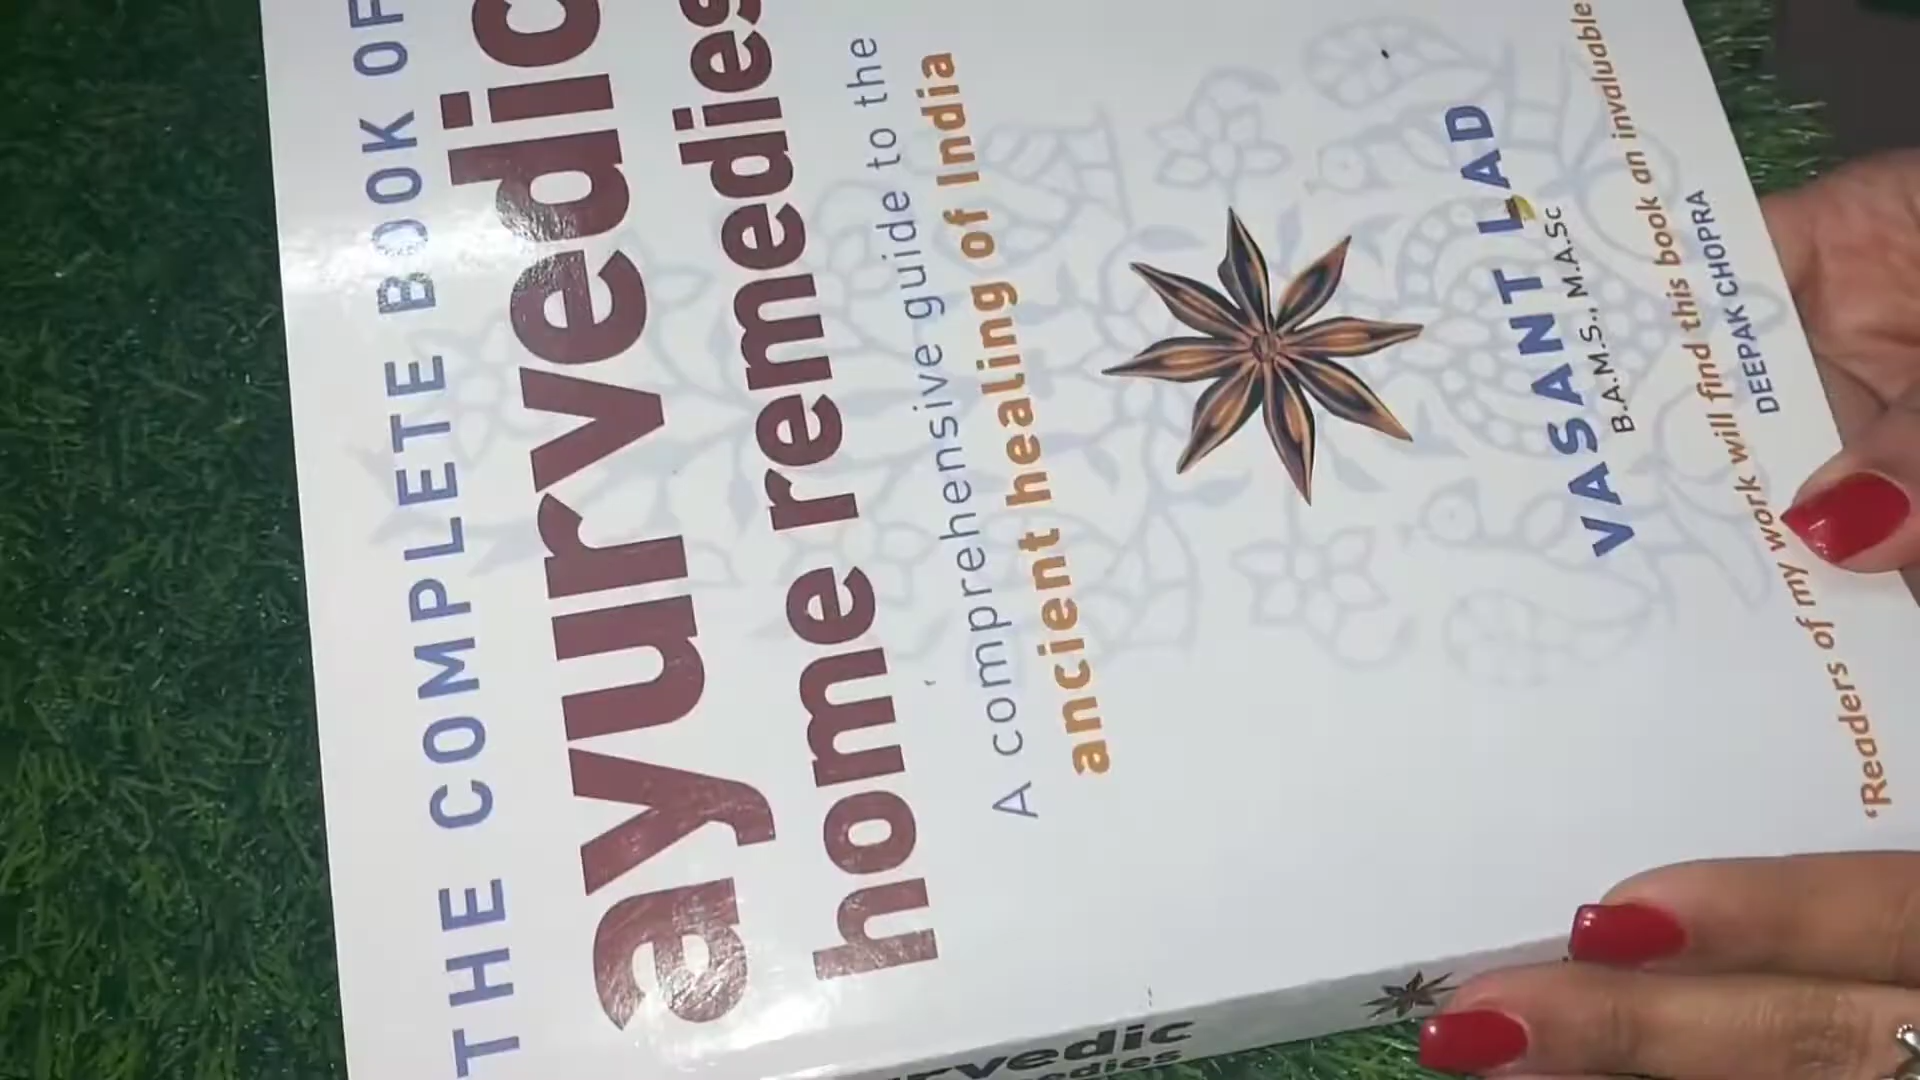 THE COMPLETE BOOK OF
ayurvedic
home remedies
A comprehensive guide to the
ancient healing of India
VASANT LAD
B.A.M.S., M.A.Sc
'Readers of my work will find this book an invaluable
DEEPAK CHOPRA